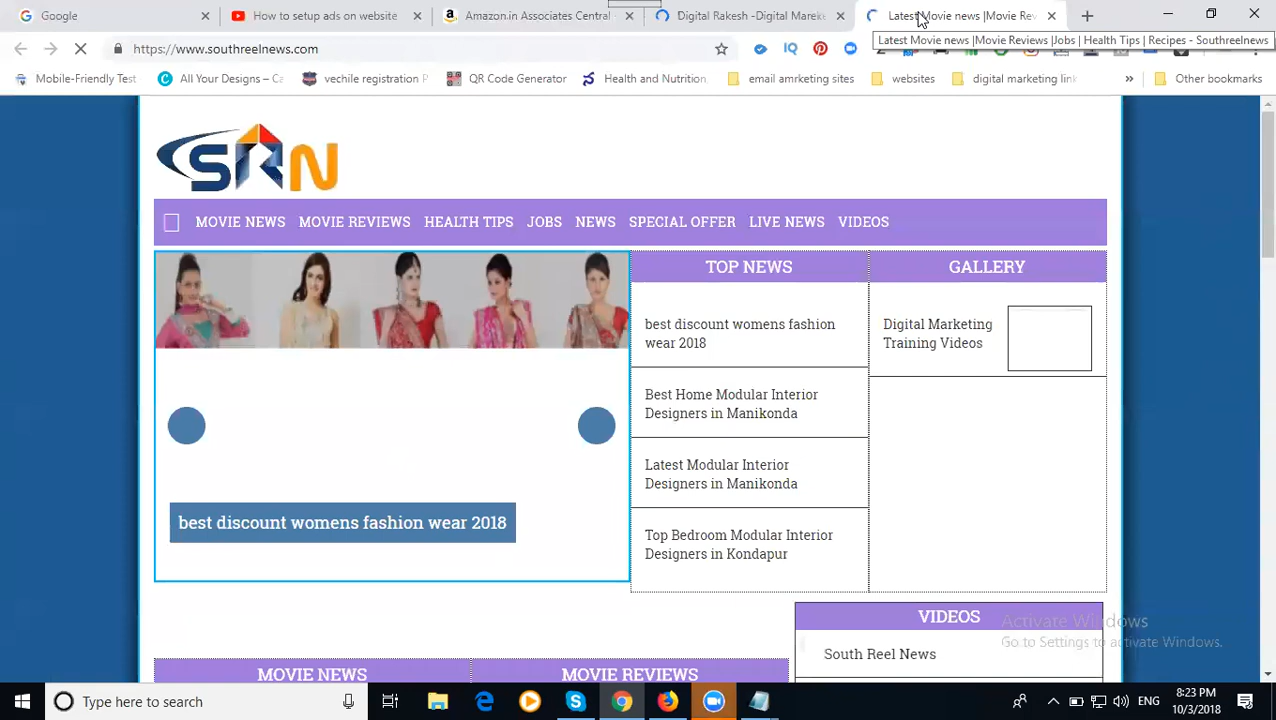 Google
How to setup ads on website
Amazon.in Associates Central
Digital Rakesh -Digital Mareke
Latest Movie news |Movie Rev
https://www.southreelnews.com
Latest Movie news |Movie Reviews |Jobs | Health Tips | Recipes - Southreelnews
Mobile-Friendly Test
All Your Designs – Ca
vechile registration P
QR Code Generator
Health and Nutrition
email amrketing sites
websites
digital marketing link
»
Other bookmarks
SRN
MOVIE NEWS
MOVIE REVIEWS
HEALTH TIPS
JOBS
NEWS
SPECIAL OFFER
LIVE NEWS
VIDEOS
TOP NEWS
GALLERY
best discount womens fashion
wear 2018
Digital Marketing
Training Videos
Best Home Modular Interior
Designers in Manikonda
Latest Modular Interior
Designers in Manikonda
best discount womens fashion wear 2018
Top Bedroom Modular Interior
Designers in Kondapur
VIDEOS
Activate Windows
Go to Settings to activate Windows.
South Reel News
MOVIE NEWS
MOVIE REVIEWS
Type here to search
ENG
8:23 PM
10/3/2018